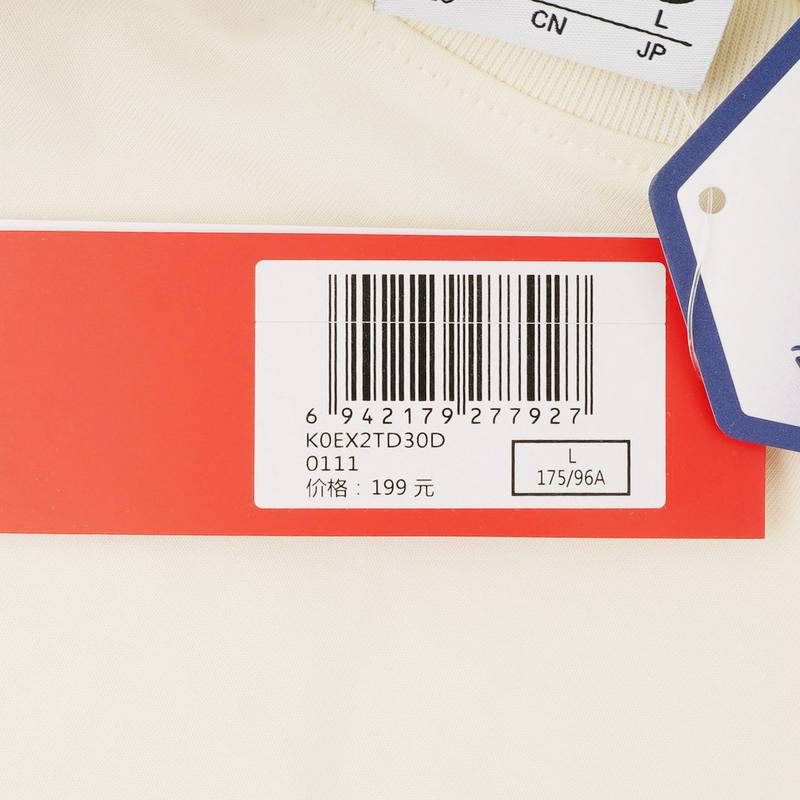 L
CN
JP
6 942179 277927
K0EX2TD30D
0111
价格：199 元
L
175/96A